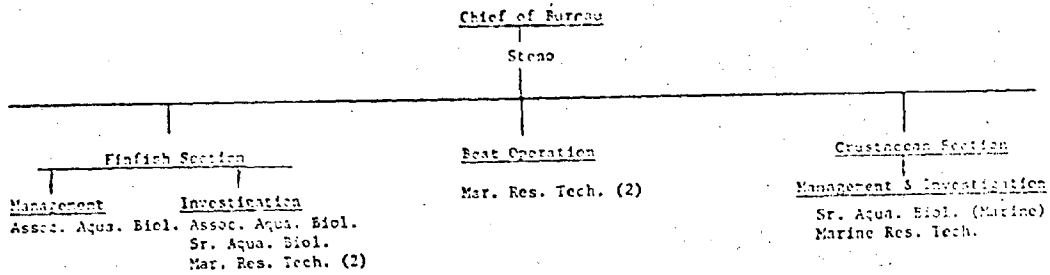 Chief of Bureau
Steno
Finfish Section
Boat Operation
Crustacean Section
Mar. Res. Tech. (2)
Management
Assoc. Aqua. Biol.
Investigation
Assoc. Aqua. Biol.
Sr. Aqua. Biol.
Mar. Res. Tech. (2)
Management & Investigation
Sr. Aqua. Biol. (Marine)
Marine Res. Tech.